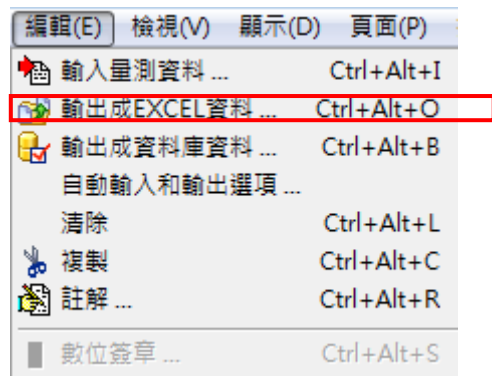 編輯(E) 檢視(V) 顯示(D) 頁面(P)
輸入量測資料 ... Ctrl+Alt+I
輸出成EXCEL資料 ... Ctrl+Alt+O
輸出成資料庫資料 ... Ctrl+Alt+B
自動輸入和輸出選項 ...
清除 Ctrl+Alt+L
複製 Ctrl+Alt+C
註解 ... Ctrl+Alt+R
數位簽章 ... Ctrl+Alt+S